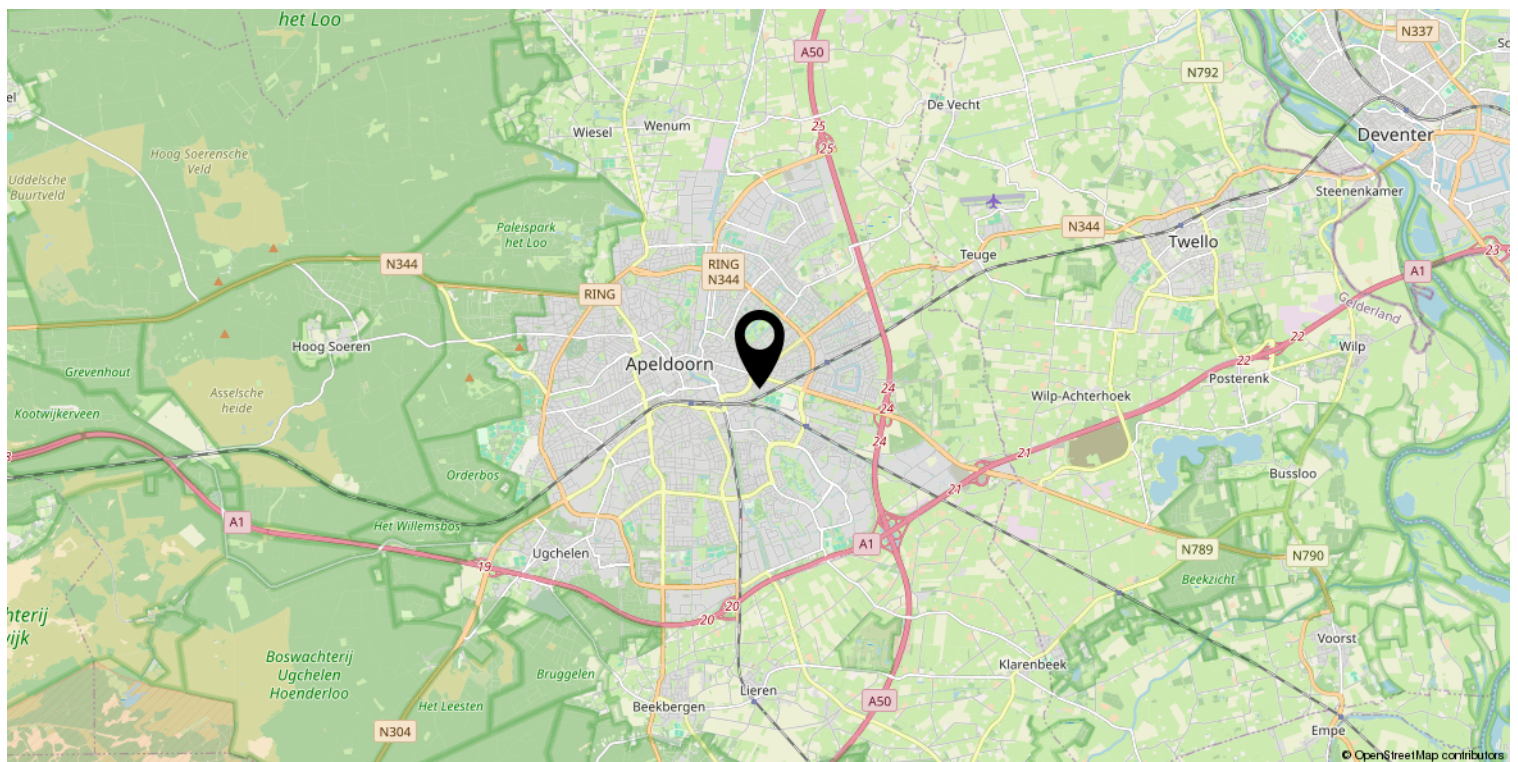 het Loo
A50
N337
N792
De Vecht
Wiesel
Wenum
25
25
Deventer
Hoog Soerensche
Veld
Uddelsche
Buurtveld
Steenenkamer
Paleispark
het Loo
N344
Teuge
Twello
23
N344
RING
N344
A1
RING
Gelderland
22
22
Hoog Soeren
Wilp
Apeldoorn
Grevenhout
Posterenk
24
Asselsche
heide
Wilp-Achterhoek
24
Kootwijkerveen
24
21
Orderbos
Bussloo
21
A1
Het Willemsbos
A1
Ugchelen
N789
N790
19
Beekzicht
20
20
Voorst
Boswachterij
Ugchelen
Hoenderloo
Klarenbeek
Bruggelen
Lieren
A50
Het Leesten
Beekbergen
N304
Empe
© OpenStreetMap contributors